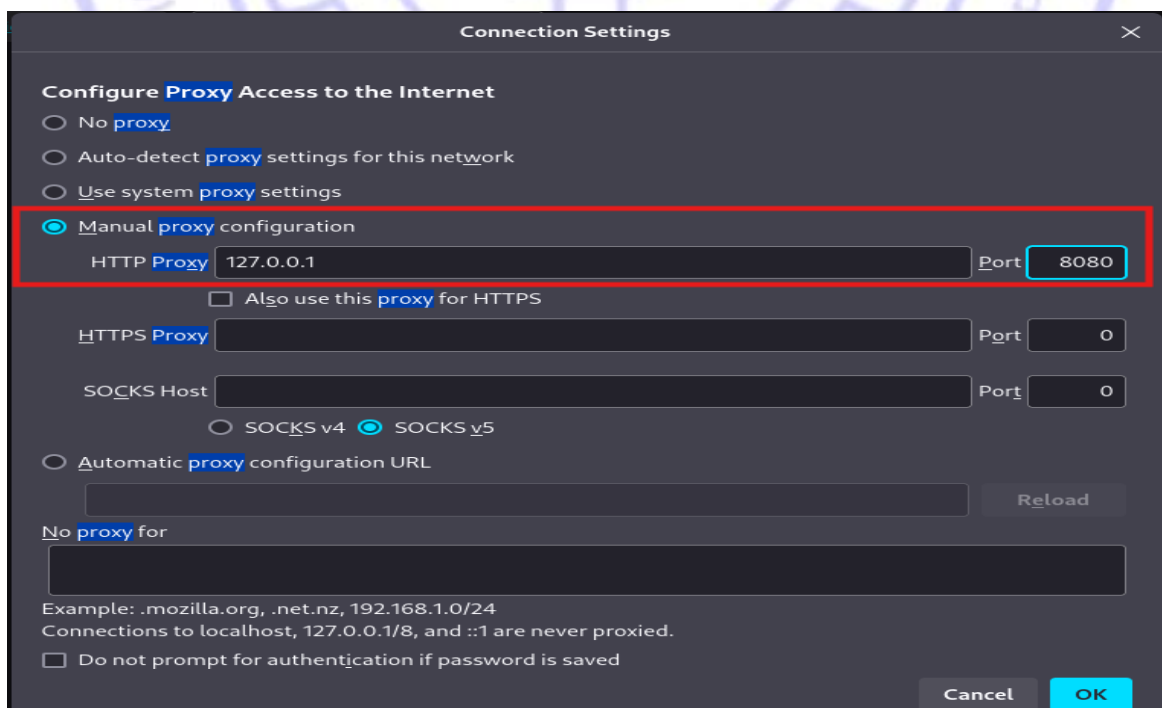 Connection Settings
Configure Proxy Access to the Internet
No proxy
Auto-detect proxy settings for this network
Use system proxy settings
Manual proxy configuration
HTTP Proxy 127.0.0.1 Port 8080
Also use this proxy for HTTPS
HTTPS Proxy Port 0
SOCKS Host Port 0
SOCKS v4 SOCKS v5
Automatic proxy configuration URL
Reload
No proxy for
Example: .mozilla.org, .net.nz, 192.168.1.0/24
Connections to localhost, 127.0.0.1/8, and ::1 are never proxied.
Do not prompt for authentication if password is saved
Cancel OK